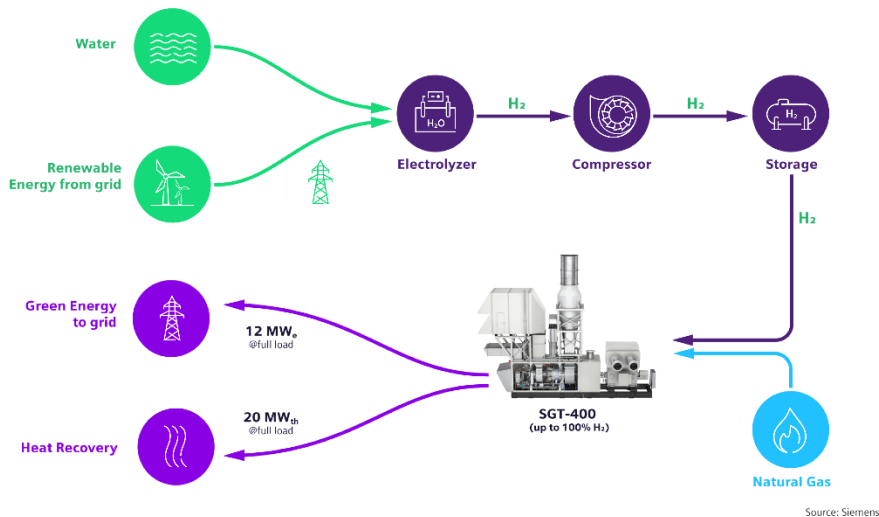 Water
Renewable
Energy from grid
H₂O
Electrolyzer
H₂
Compressor
H₂
H₂
Storage
H₂
Green Energy
to grid
12 MWₑ
@full load
20 MWₜₕ
@full load
Heat Recovery
SGT-400
(up to 100% H₂)
Natural Gas
Source: Siemens